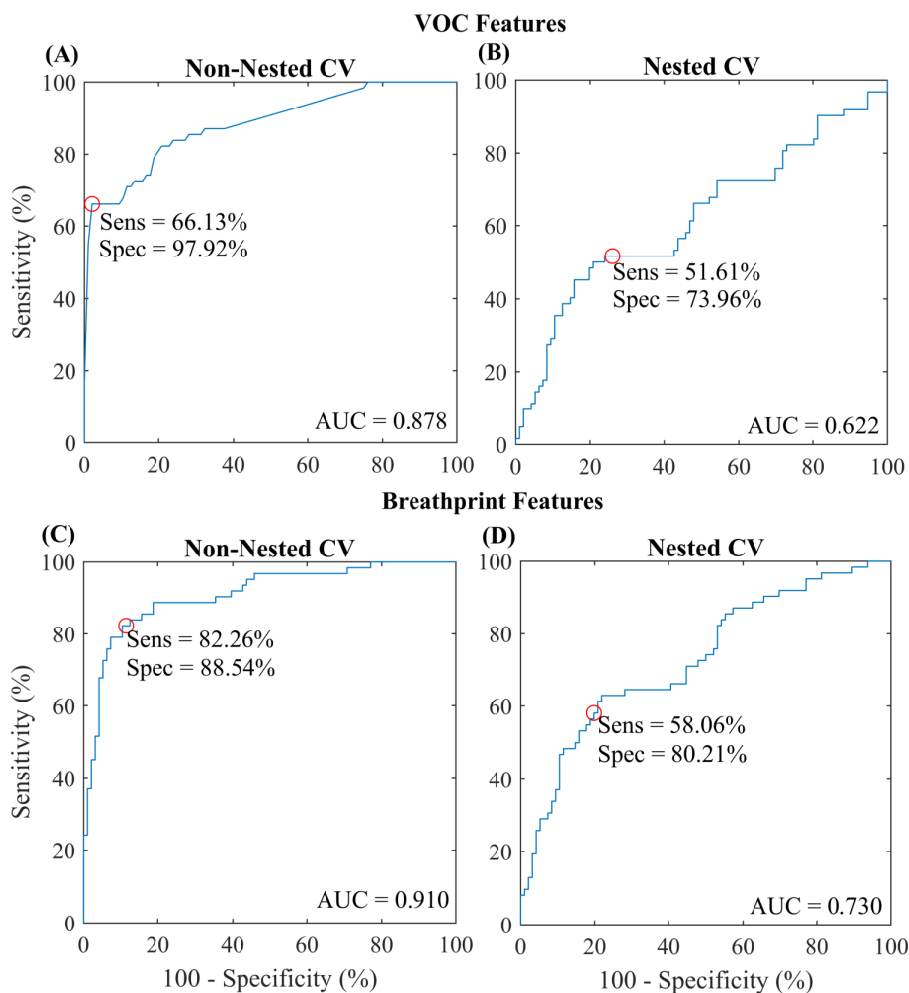 VOC Features
(A)
Non-Nested CV
100
80
60
40
20
0
Sensitivity (%)
Sens = 66.13%
Spec = 97.92%
AUC = 0.878
0 20 40 60 80 100
(B)
Nested CV
100
80
60
40
20
0
Sens = 51.61%
Spec = 73.96%
AUC = 0.622
0 20 40 60 80 100
Breathprint Features
(C)
Non-Nested CV
100
80
60
40
20
0
Sensitivity (%)
Sens = 82.26%
Spec = 88.54%
AUC = 0.910
0 20 40 60 80 100
100 - Specificity (%)
(D)
Nested CV
100
80
60
40
20
0
Sens = 58.06%
Spec = 80.21%
AUC = 0.730
0 20 40 60 80 100
100 - Specificity (%)